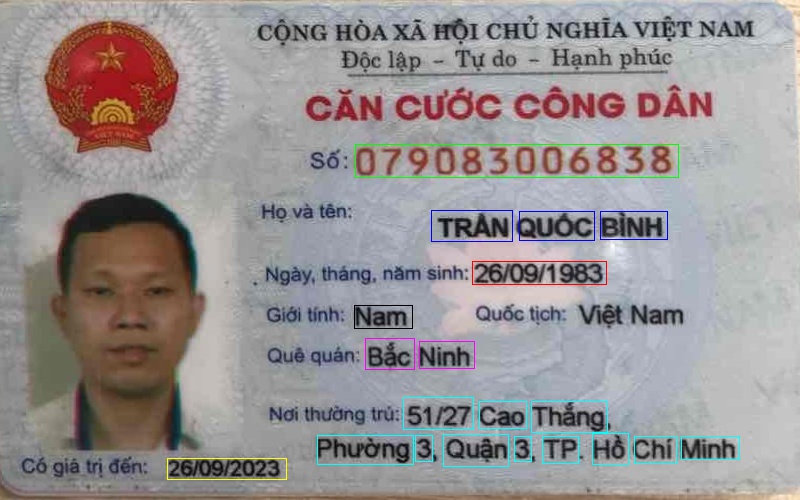 CỘNG HÒA XÃ HỘI CHỦ NGHĨA VIỆT NAM
Độc lập – Tự do – Hạnh phúc
CĂN CƯỚC CÔNG DÂN
Số: 079083006838
Họ và tên:
TRẦN QUỐC BÌNH
Ngày, tháng, năm sinh: 26/09/1983
Giới tính: Nam Quốc tịch: Việt Nam
Quê quán: Bắc Ninh
Nơi thường trú: 51/27 Cao Thắng,
Phường 3, Quận 3, TP. Hồ Chí Minh
Có giá trị đến: 26/09/2023